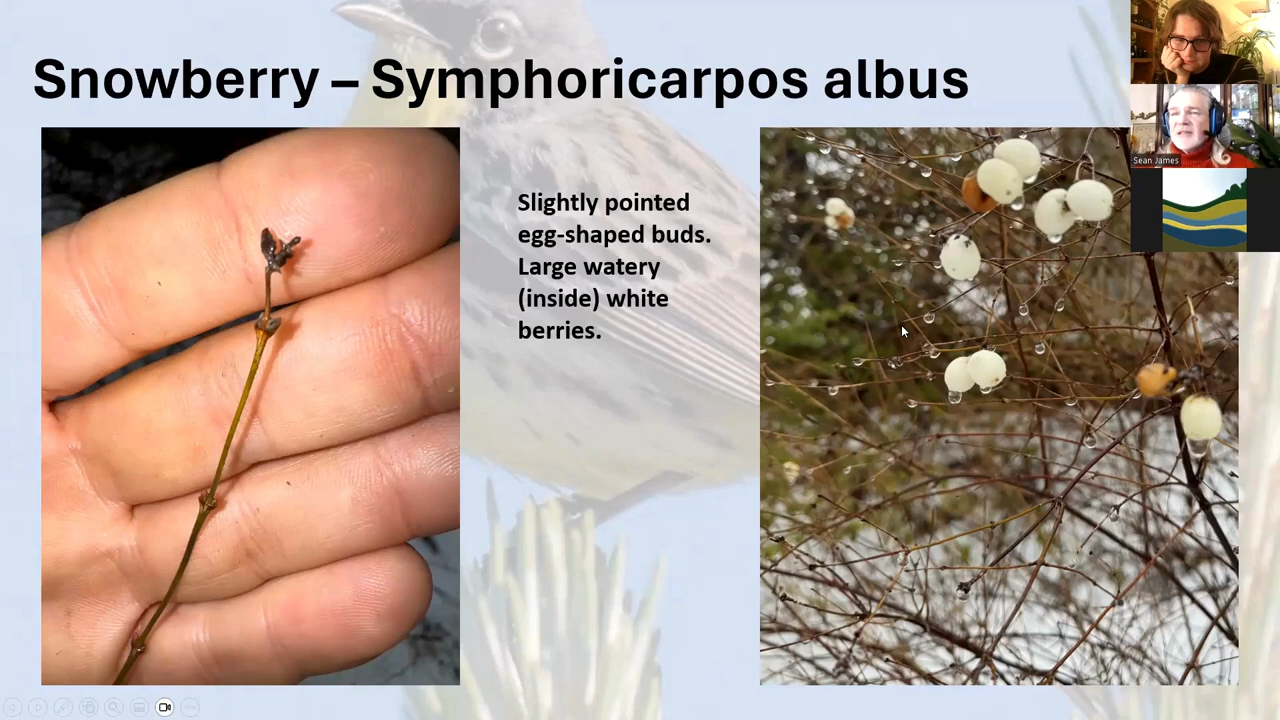 Snowberry – Symphoricarpos albus
Slightly pointed
egg-shaped buds.
Large watery
(inside) white
berries.
Sean James